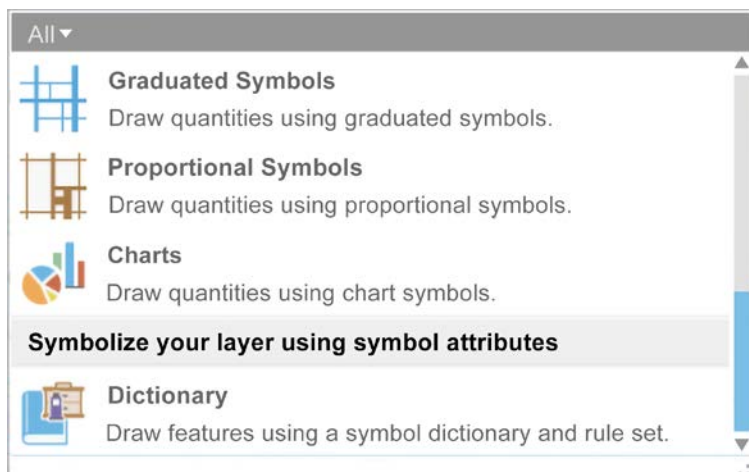 All
Graduated Symbols
Draw quantities using graduated symbols.
Proportional Symbols
Draw quantities using proportional symbols.
Charts
Draw quantities using chart symbols.
Symbolize your layer using symbol attributes
Dictionary
Draw features using a symbol dictionary and rule set.